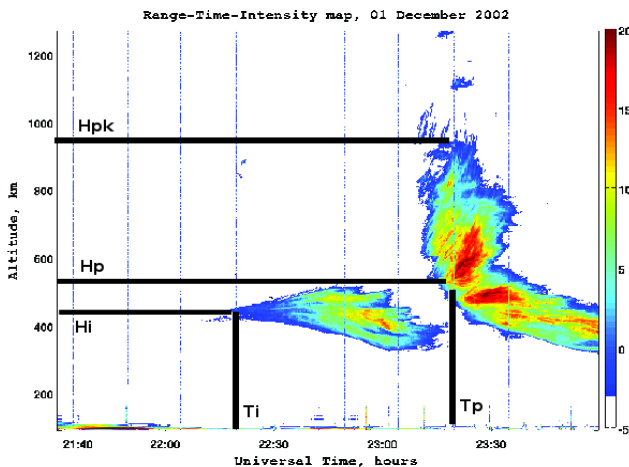 Range-Time-Intensity map, 01 December 2002
1200
1000
800
600
400
200
Altitude, km
Hpk
Hp
Hi
Ti
Tp
21:40
22:00
22:30
23:00
23:30
Universal Time, hours
20
15
10
5
0
-5